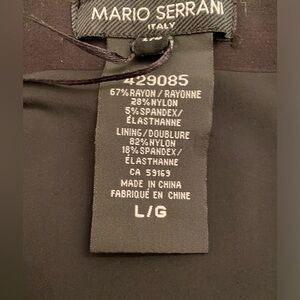 MARIO SERRANI
ITALY
429085
67%RAYON/RAYONNE
28%NYLON
5%SPANDEX/
ÉLASTHANNE
LINING/DOUBLURE
82%NYLON
18%SPANDEX/
ÉLASTHANNE
CA 59169
MADE IN CHINA
FABRIQUÉ EN CHINE
L/G